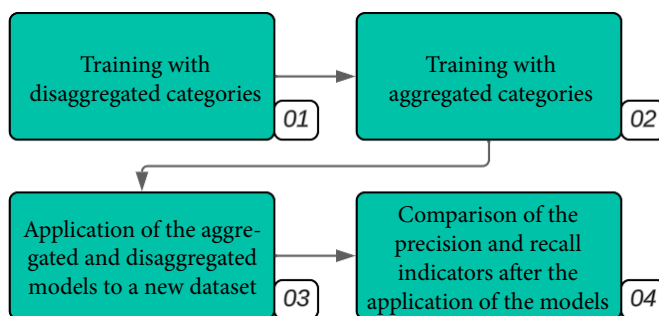 Training with
disaggregated categories
01
Training with
aggregated categories
02
Application of the aggre-
gated and disaggregated
models to a new dataset
03
Comparison of the
precision and recall
indicators after the
application of the models
04